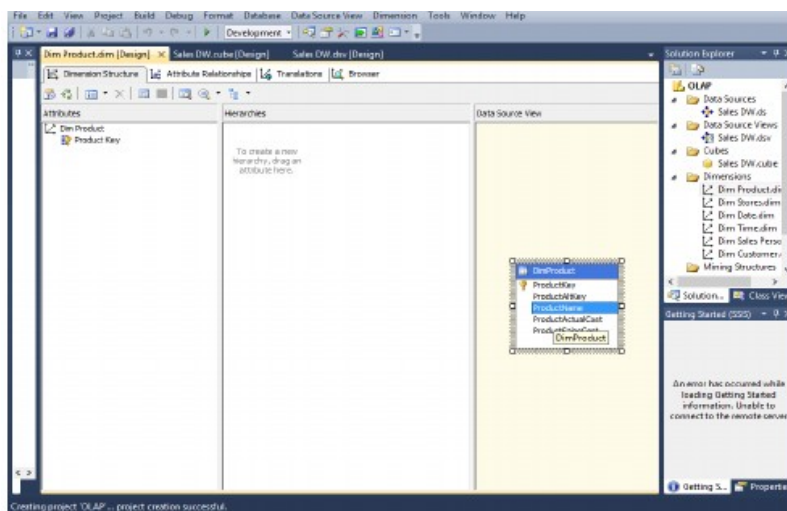 File Edit View Project Build Debug Format Database Data Source View Dimension Tools Window Help
Development
Dim Product.dim [Design] Sales DW.cube [Design] Sales DW.dsv [Design]
Solution Explorer
Dimension Structure Attribute Relationships Translations Browser
Attributes
Dim Product
Product Key
Hierarchies
To create a new
hierarchy, drag an
attribute here.
Data Source View
DimProduct
ProductKey
ProductAltKey
ProductName
ProductActualCost
DimProduct
OLAP
Data Sources
Sales DW.ds
Data Source Views
Sales DW.dsv
Cubes
Sales DW.cube
Dimensions
Dim Product.di
Dim Stores.dim
Dim Date.dim
Dim Time.dim
Dim Sales Perso
Dim Customer.
Mining Structures
Solution... Class View
Getting Started (SSIS)
An error has occurred while
loading Getting Started
information. Unable to
connect to the remote server
Getting S... Propertie
Creating project 'OLAP'... project creation successful.